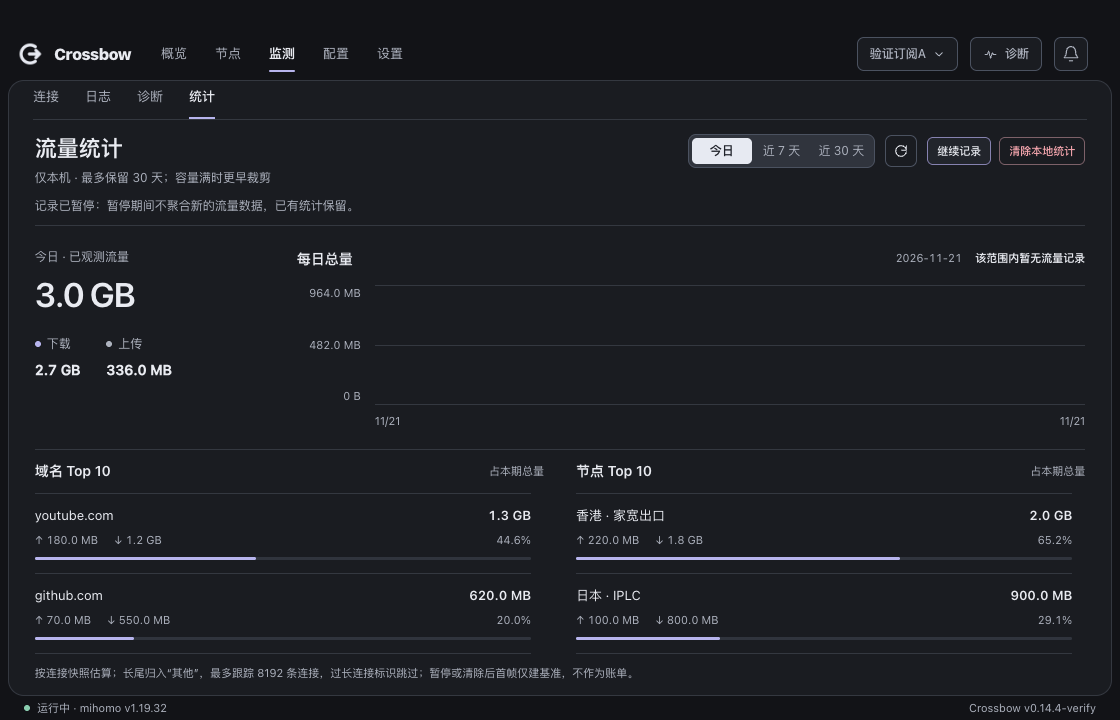 Crossbow 概览 节点 监测 配置 设置 验证订阅A 诊断
连接 日志 诊断 统计
流量统计 今日 近 7 天 近 30 天 继续记录 清除本地统计
仅本机 · 最多保留 30 天；容量满时更早裁剪
记录已暂停：暂停期间不聚合新的流量数据，已有统计保留。
今日 · 已观测流量
3.0 GB
下载 上传
2.7 GB 336.0 MB
每日总量 2026-11-21 该范围内暂无流量记录
964.0 MB
482.0 MB
0 B
11/21 11/21
域名 Top 10 占本期总量
youtube.com 1.3 GB
↑ 180.0 MB ↓ 1.2 GB 44.6%
github.com 620.0 MB
↑ 70.0 MB ↓ 550.0 MB 20.0%
节点 Top 10 占本期总量
香港 · 家宽出口 2.0 GB
↑ 220.0 MB ↓ 1.8 GB 65.2%
日本 · IPLC 900.0 MB
↑ 100.0 MB ↓ 800.0 MB 29.1%
按连接快照估算；长尾归入“其他”，最多跟踪 8192 条连接，过长连接标识跳过；暂停或清除后首帧仅建基准，不作为账单。
运行中 · mihomo v1.19.32 Crossbow v0.14.4-verify